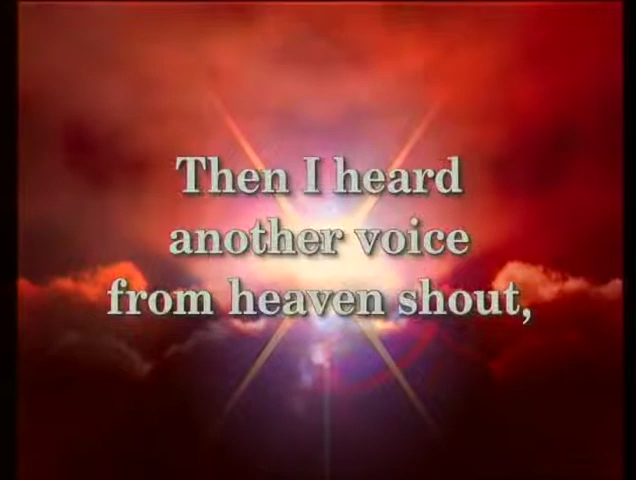 Then I heard
another voice
from heaven shout,